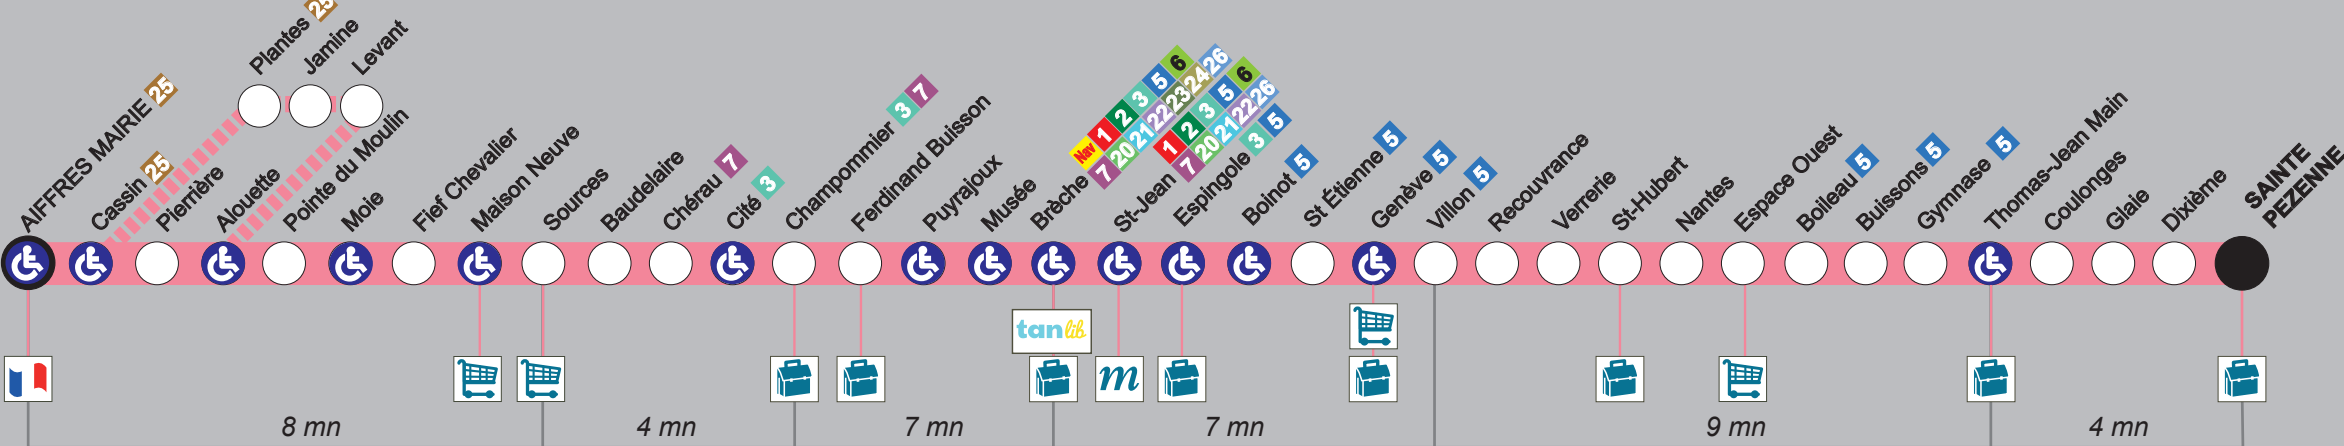 Plantes 25
Jamine
Levant
AIFFRES MAIRIE 25
Cassin 25
Pierrière
Alouette
Pointe du Moulin
Moie
Fief Chevalier
Maison Neuve
Sources
Baudelaire
Chérau 7
Cité 3
Champommier 3 7
Ferdinand Buisson
Puyrajoux
Musée
Brèche
Nav 1 2 3 5 6
7 20 21 22 23 24 26
St-Jean
1 2 3 5 6
7 20 21 22 26
Espingole 3 5
Boinot 5
St Étienne 5
Genève 5
Villon 5
Recouvrance
Verrerie
St-Hubert
Nantes
Espace Ouest
Boileau 5
Buissons 5
Gymnase 5
Thomas-Jean Main
Coulonges
Glaie
Dixième
SAINTE
PEZENNE
tanlib
m
8 mn
4 mn
7 mn
7 mn
9 mn
4 mn